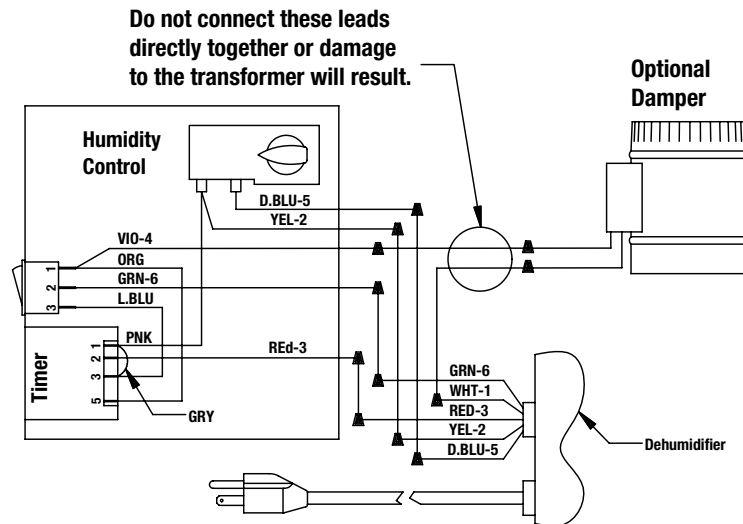 Do not connect these leads
directly together or damage
to the transformer will result.
Optional
Damper
Humidity
Control
D.BLU-5
YEL-2
VIO-4
ORG
GRN-6
L.BLU
1
2
3
PNK
REd-3
Timer
1
2
3
5
GRY
GRN-6
WHT-1
RED-3
YEL-2
D.BLU-5
Dehumidifier